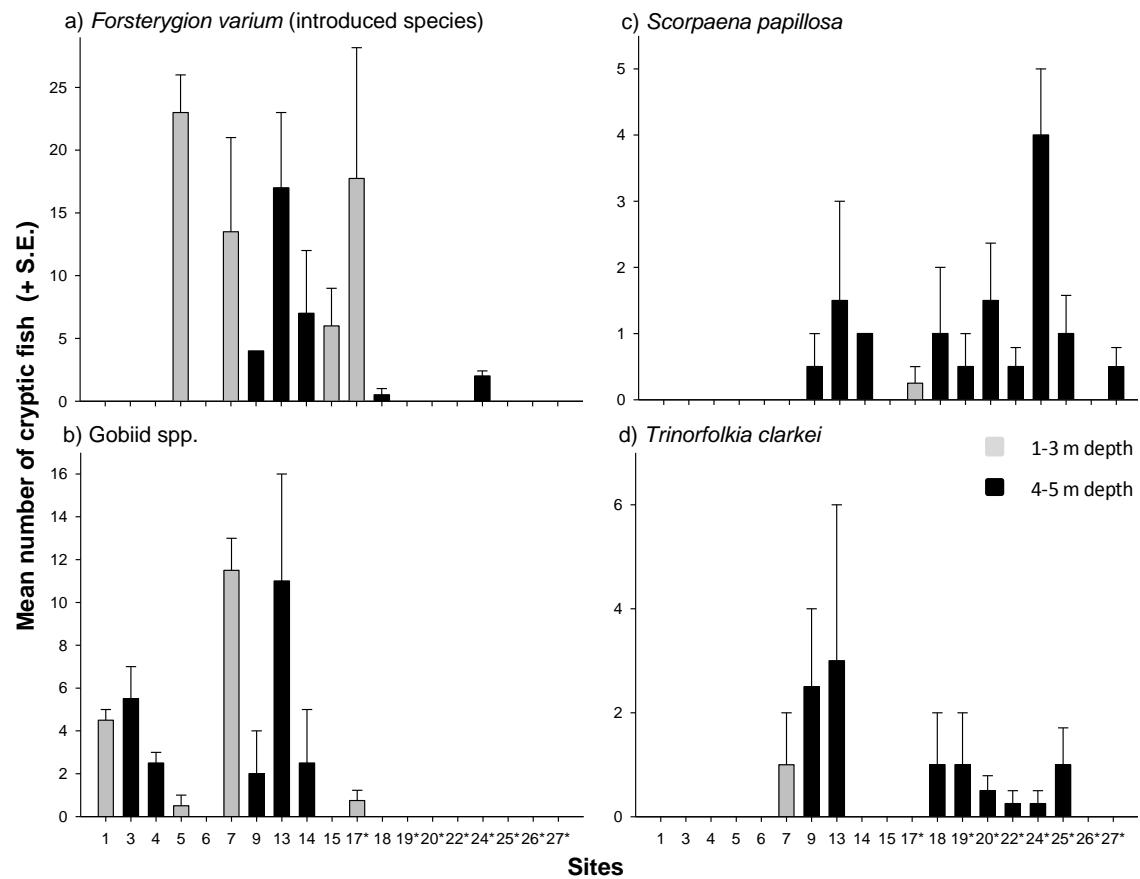 a) Forsterygion varium (introduced species)
25
20
15
10
5
0
c) Scorpaena papillosa
5
4
3
2
1
0
Mean number of cryptic fish (+ S.E.)
b) Gobiid spp.
16
14
12
10
8
6
4
2
0
1 3 4 5 6 7 9 13 14 15 17* 18 19* 20* 22* 24* 25* 26* 27*
d) Trinorfolkia clarkei
1-3 m depth
4-5 m depth
6
4
2
0
1 3 4 5 6 7 9 13 14 15 17* 18 19* 20* 22* 24* 25* 26* 27*
Sites